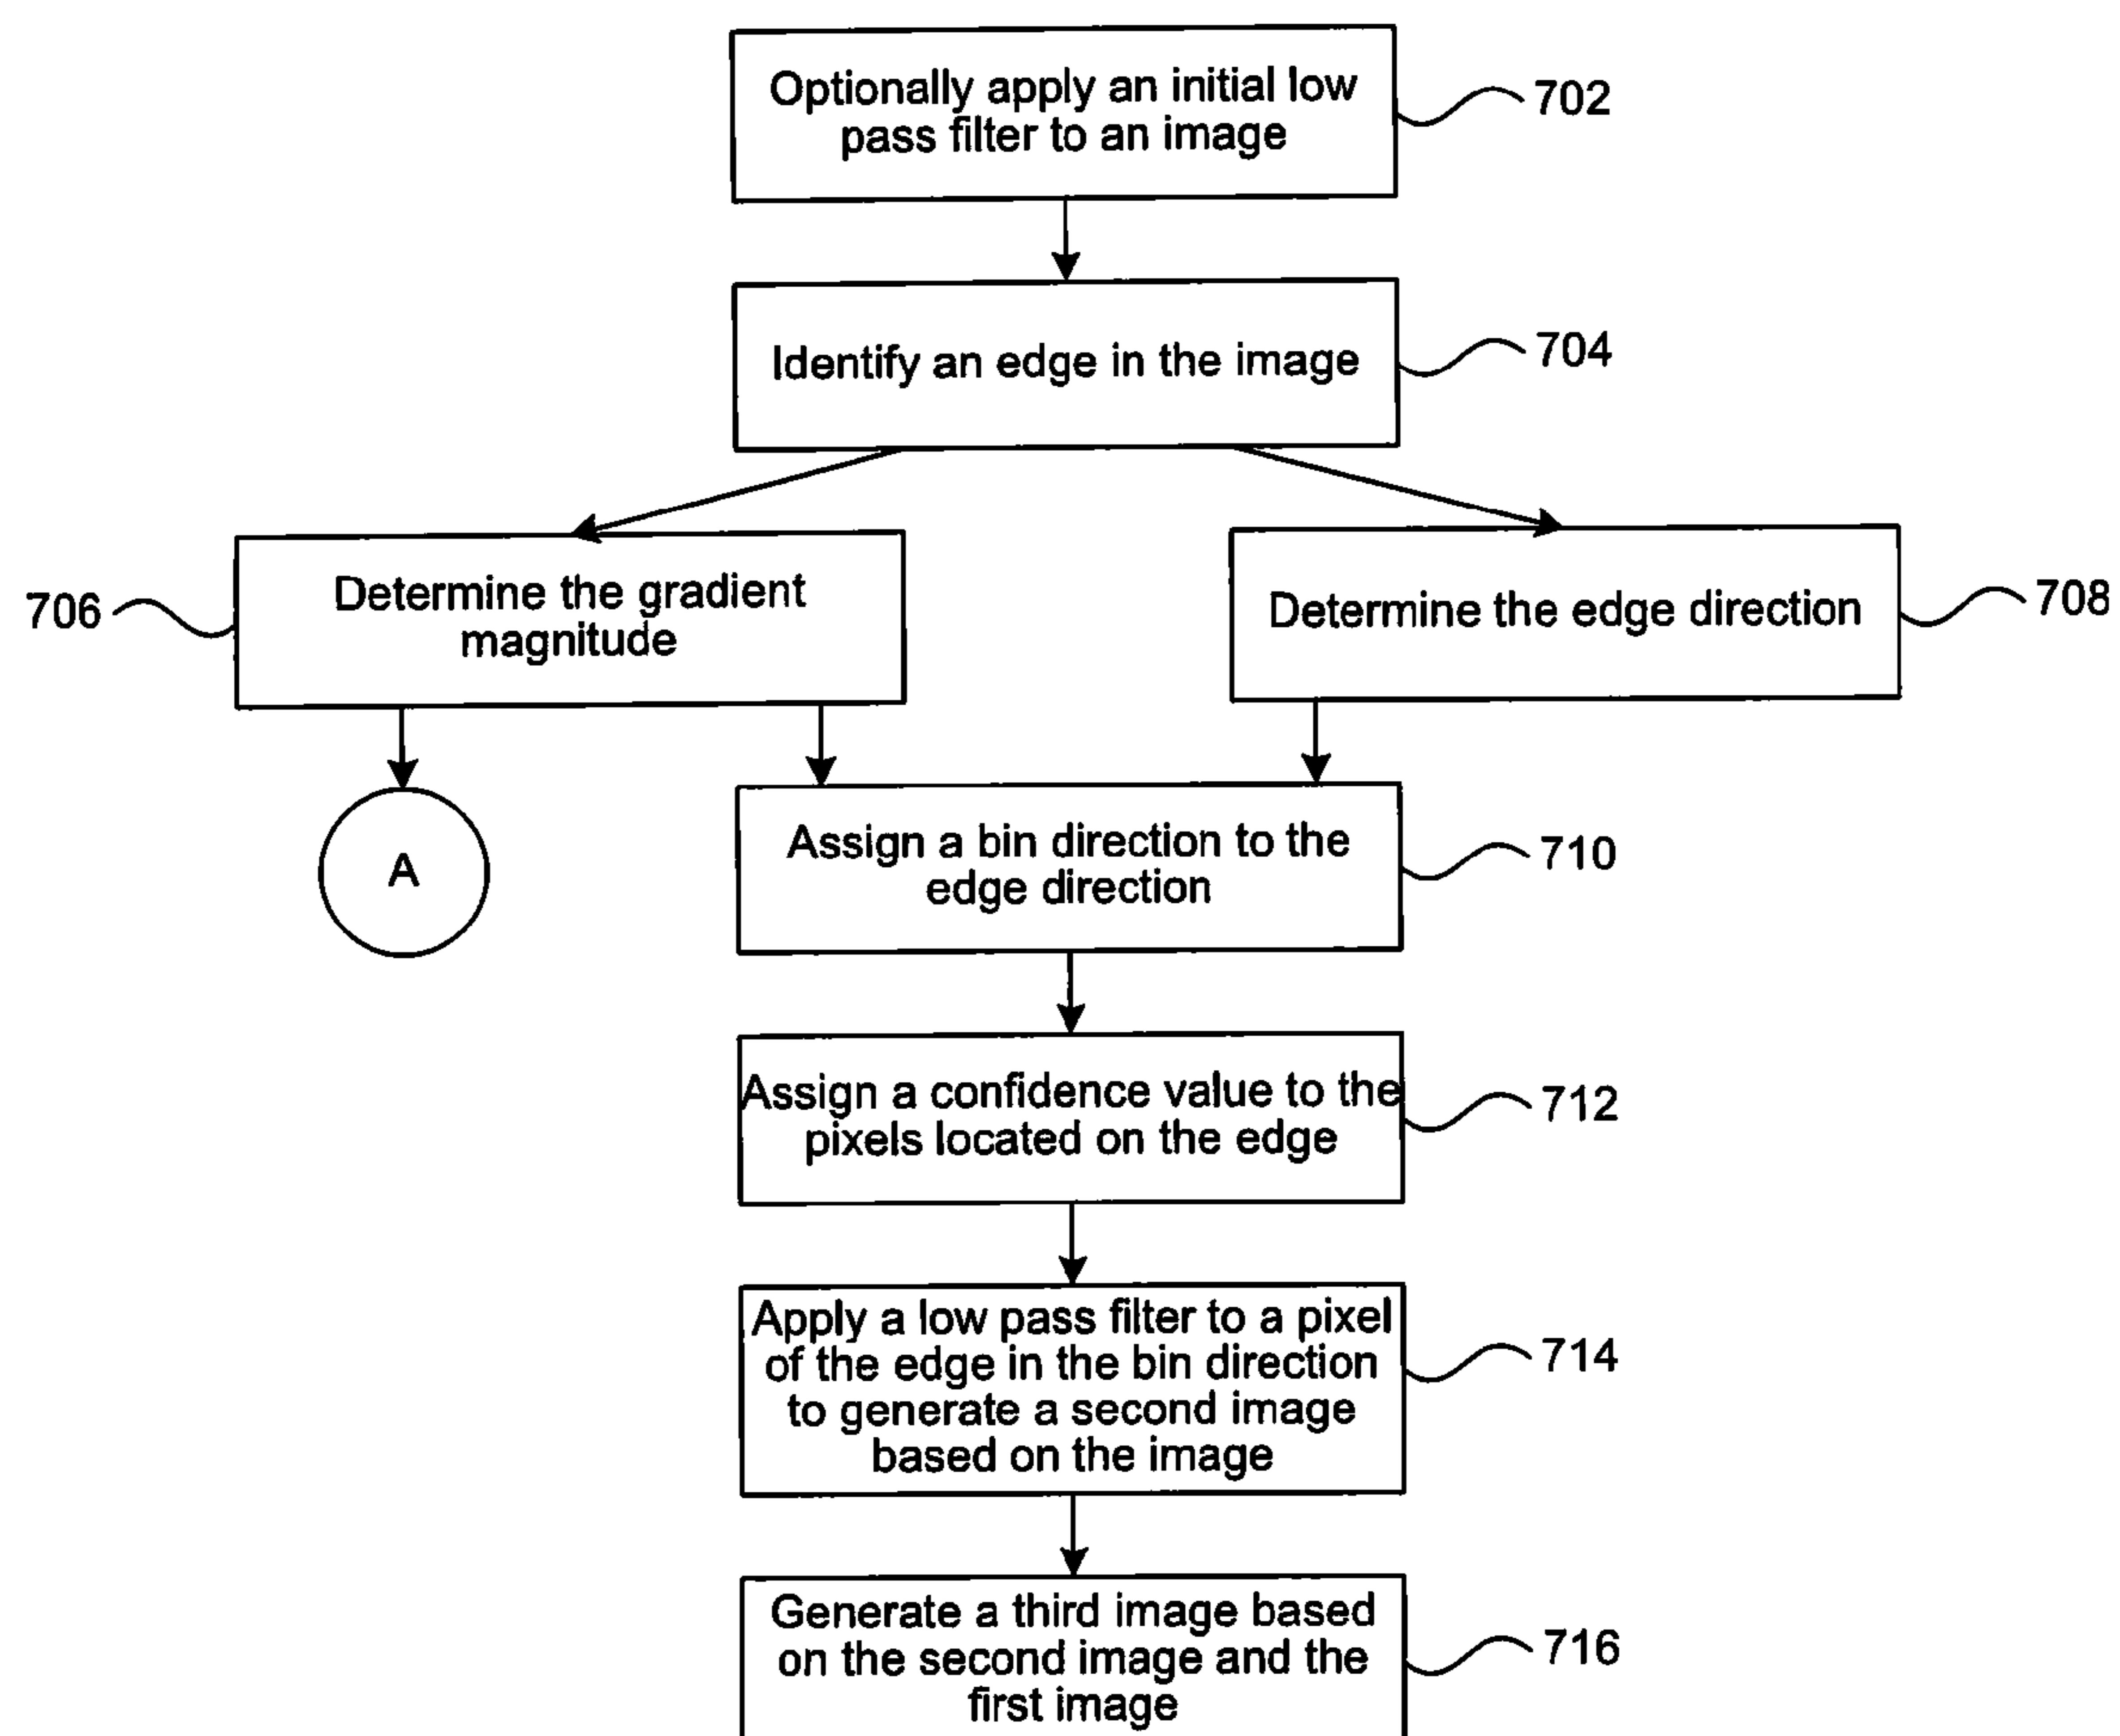 Optionally apply an initial low
pass filter to an image
702
Identify an edge in the image
704
706
Determine the gradient
magnitude
Determine the edge direction
708
A
Assign a bin direction to the
edge direction
710
Assign a confidence value to the
pixels located on the edge
712
Apply a low pass filter to a pixel
of the edge in the bin direction
to generate a second image
based on the image
714
Generate a third image based
on the second image and the
first image
716